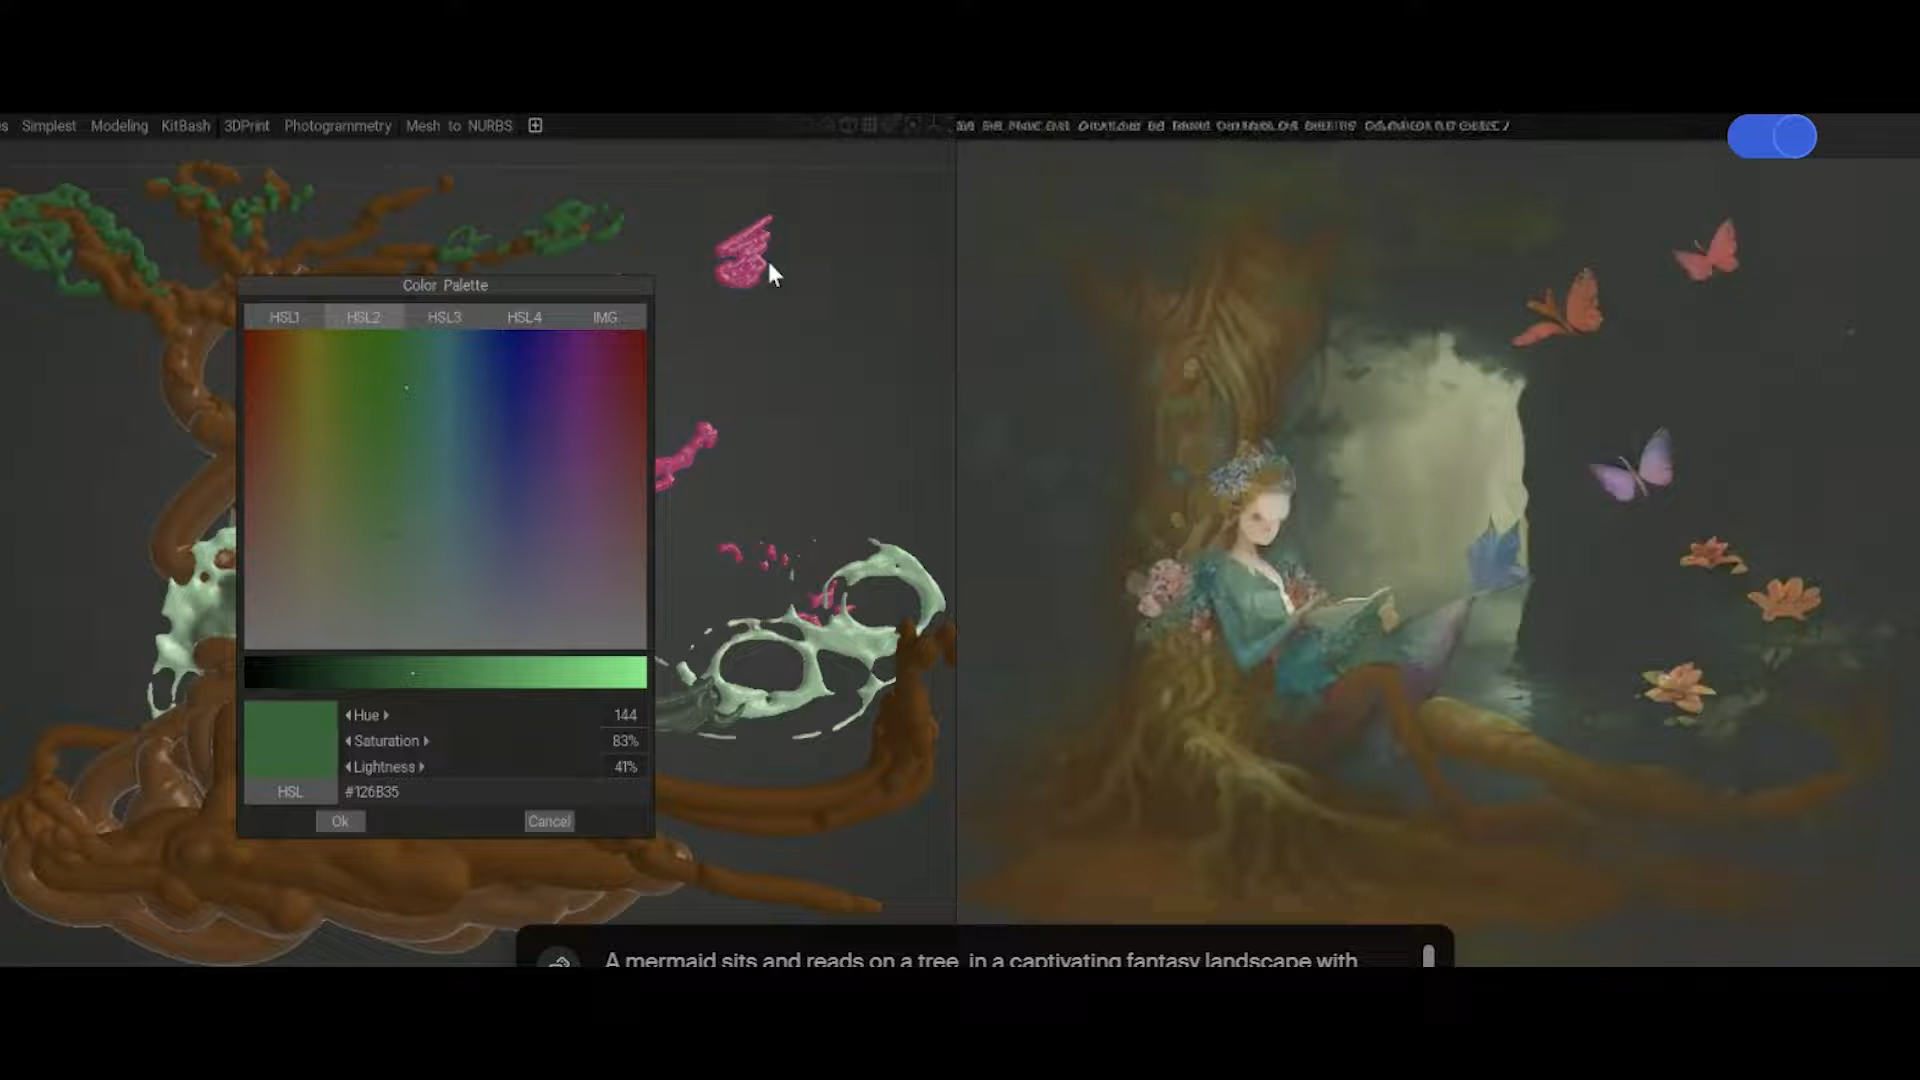 Simplest Modeling KitBash 3DPrint Photogrammetry Mesh to NURBS
Color Palette
HSL1 HSL2 HSL3 HSL4 IMG
Hue 144
Saturation 83%
Lightness 41%
HSL #126B35
Ok Cancel
A mermaid sits and reads on a tree, in a captivating fantasy landscape with